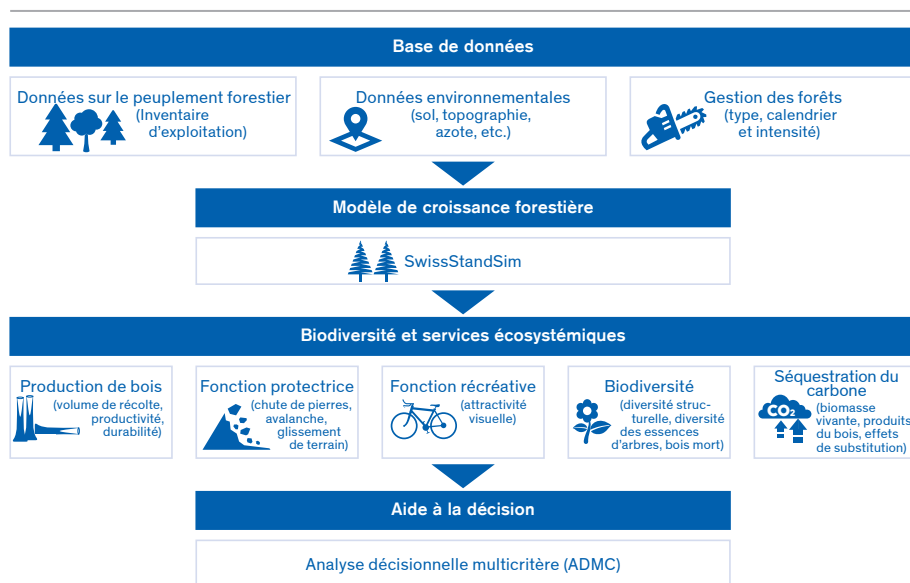 Base de données
Données sur le peuplement forestier
(Inventaire
d'exploitation)
Données environnementales
(sol, topographie,
azote, etc.)
Gestion des forêts
(type, calendrier
et intensité)
Modèle de croissance forestière
SwissStandSim
Biodiversité et services écosystémiques
Production de bois
(volume de récolte,
productivité,
durabilité)
Fonction protectrice
(chute de pierres,
avalanche,
glissement
de terrain)
Fonction récréative
(attractivité
visuelle)
Biodiversité
(diversité struc-
turelle, diversité
des essences
d'arbres, bois mort)
Séquestration du
carbone
CO₂
(biomasse
vivante, produits
du bois, effets
de substitution)
Aide à la décision
Analyse décisionnelle multicritère (ADMC)